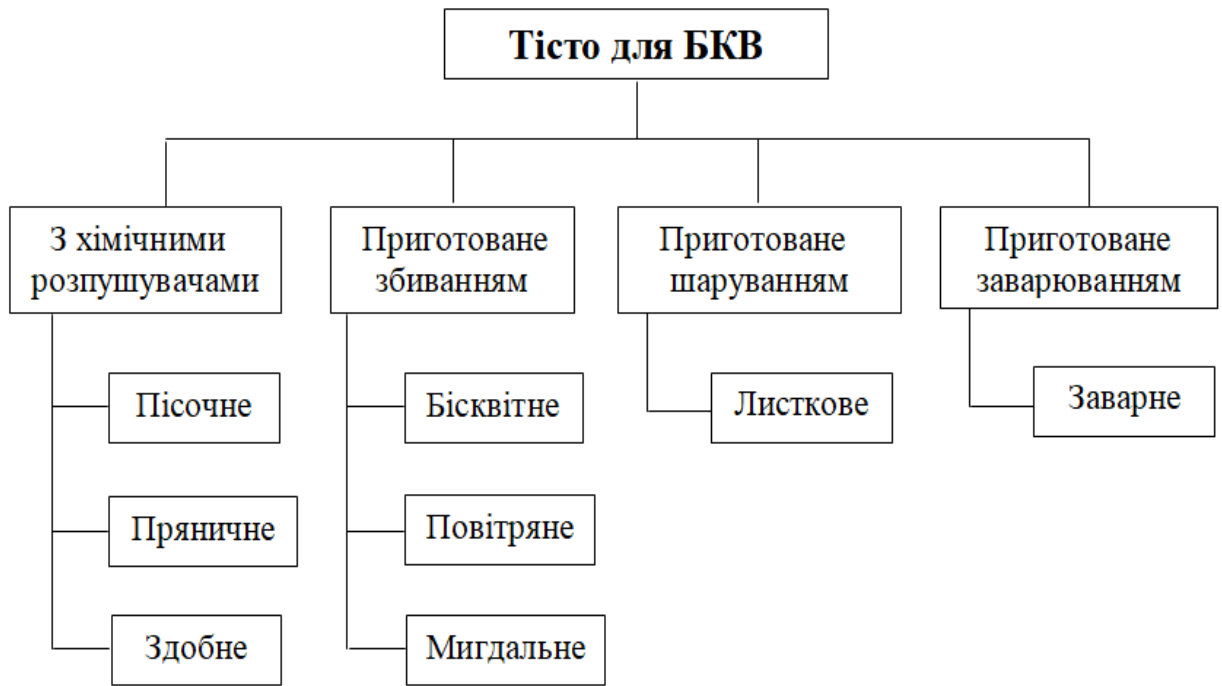 Тісто для БКВ
З хімічними
розпушувачами
Приготоване
збиванням
Приготоване
шаруванням
Приготоване
заварюванням
Пісочне
Бісквітне
Листкове
Заварне
Пряничне
Повітряне
Здобне
Мигдальне